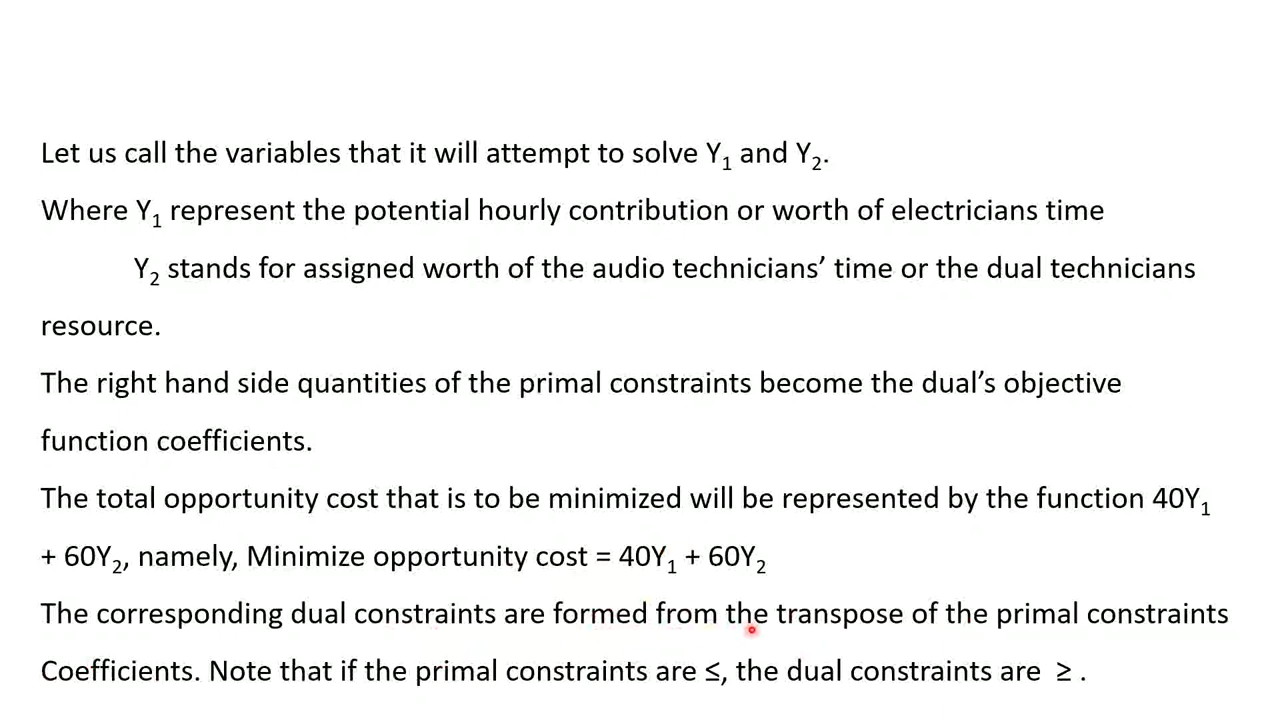 Let us call the variables that it will attempt to solve Y₁ and Y₂.
Where Y₁ represent the potential hourly contribution or worth of electricians time
Y₂ stands for assigned worth of the audio technicians’ time or the dual technicians
resource.
The right hand side quantities of the primal constraints become the dual’s objective
function coefficients.
The total opportunity cost that is to be minimized will be represented by the function 40Y₁
+ 60Y₂, namely, Minimize opportunity cost = 40Y₁ + 60Y₂
The corresponding dual constraints are formed from the transpose of the primal constraints
Coefficients. Note that if the primal constraints are ≤, the dual constraints are ≥ .